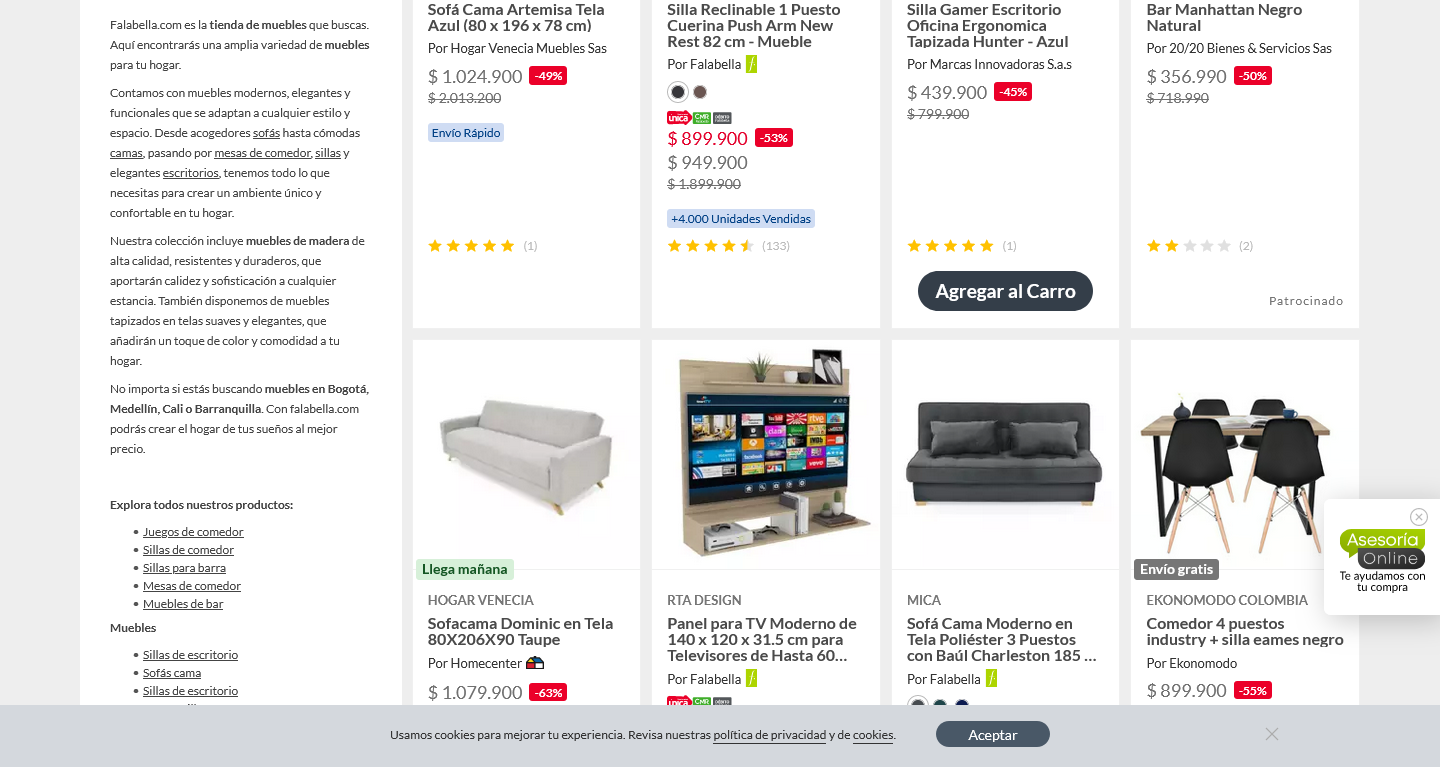 Falabella.com es la tienda de muebles que buscas.
Aquí encontrarás una amplia variedad de muebles
para tu hogar.
Contamos con muebles modernos, elegantes y
funcionales que se adaptan a cualquier estilo y
espacio. Desde acogedores sofás hasta cómodas
camas, pasando por mesas de comedor, sillas y
elegantes escritorios, tenemos todo lo que
necesitas para crear un ambiente único y
confortable en tu hogar.
Nuestra colección incluye muebles de madera de
alta calidad, resistentes y duraderos, que
aportarán calidez y sofisticación a cualquier
estancia. También disponemos de muebles
tapizados en telas suaves y elegantes, que
añadirán un toque de color y comodidad a tu
hogar.
No importa si estás buscando muebles en Bogotá,
Medellín, Cali o Barranquilla. Con falabella.com
podrás crear el hogar de tus sueños al mejor
precio.
Explora todos nuestros productos:
Juegos de comedor
Sillas de comedor
Sillas para barra
Mesas de comedor
Muebles de bar
Muebles
Sillas de escritorio
Sofás cama
Sillas de escritorio
Sofá Cama Artemisa Tela
Azul (80 x 196 x 78 cm)
Por Hogar Venecia Muebles Sas
$ 1.024.900 -49%
$ 2.013.200
Envío Rápido
(1)
Silla Reclinable 1 Puesto
Cuerina Push Arm New
Rest 82 cm - Mueble
Por Falabella
única CMR
$ 899.900 -53%
$ 949.900
$ 1.899.900
+4.000 Unidades Vendidas
(133)
Silla Gamer Escritorio
Oficina Ergonomica
Tapizada Hunter - Azul
Por Marcas Innovadoras S.a.s
$ 439.900 -45%
$ 799.900
(1)
Agregar al Carro
Bar Manhattan Negro
Natural
Por 20/20 Bienes & Servicios Sas
$ 356.990 -50%
$ 718.990
(2)
Patrocinado
Llega mañana
HOGAR VENECIA
Sofacama Dominic en Tela
80X206X90 Taupe
Por Homecenter
$ 1.079.900 -63%
RTA DESIGN
Panel para TV Moderno de
140 x 120 x 31.5 cm para
Televisores de Hasta 60...
Por Falabella
única CMR
MICA
Sofá Cama Moderno en
Tela Poliéster 3 Puestos
con Baúl Charleston 185 ...
Por Falabella
Envío gratis
EKONOMODO COLOMBIA
Comedor 4 puestos
industry + silla eames negro
Por Ekonomodo
$ 899.900 -55%
Asesoría
Online
Te ayudamos con
tu compra
Usamos cookies para mejorar tu experiencia. Revisa nuestras política de privacidad y de cookies.
Aceptar